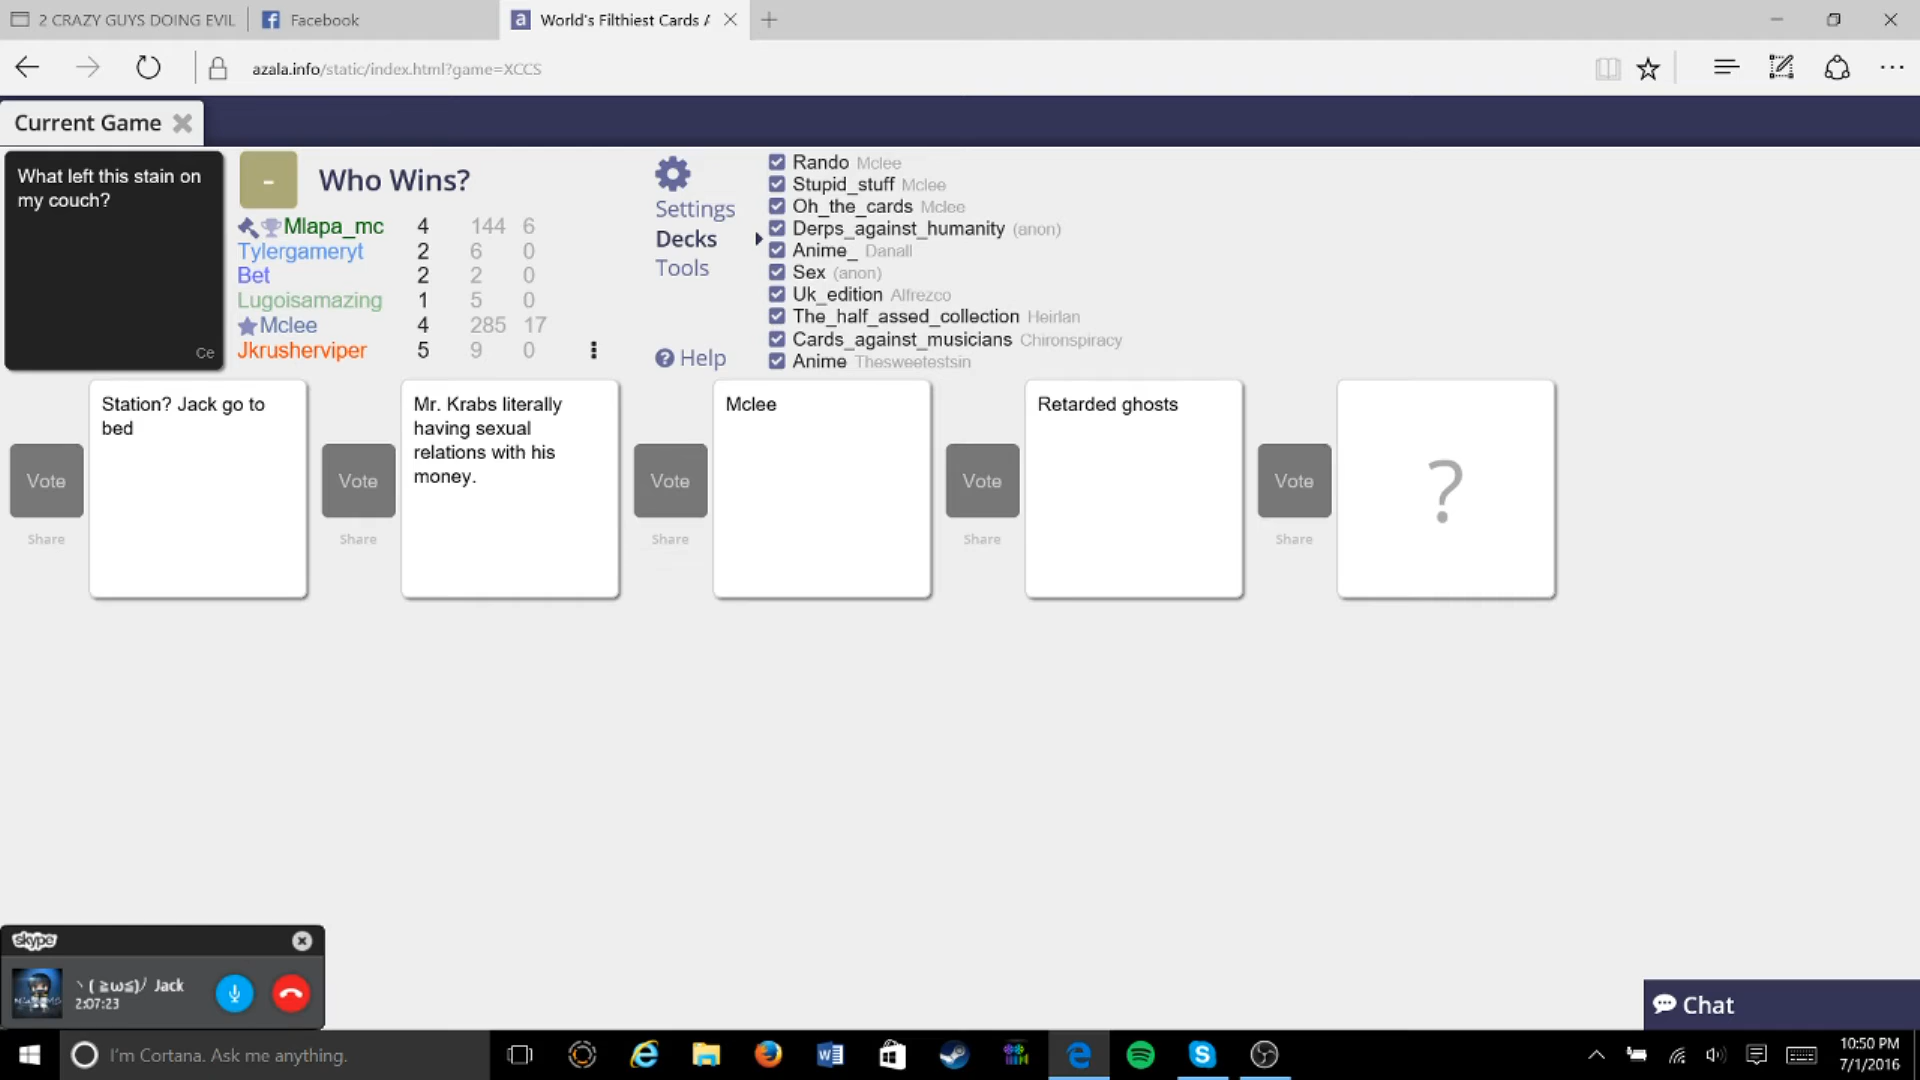 2 CRAZY GUYS DOING EVIL
Facebook
World's Filthiest Cards A
azala.info/static/index.html?game=XCCS
Current Game
What left this stain on
my couch?
Ce
-
Who Wins?
Mlapa_mc 4 144 6
Tylergameryt 2 6 0
Bet 2 2 0
Lugoisamazing 1 5 0
Mclee 4 285 17
Jkrusherviper 5 9 0
Settings
Decks
Tools
Help
Rando Mclee
Stupid_stuff Mclee
Oh_the_cards Mclee
Derps_against_humanity (anon)
Anime_ Danall
Sex (anon)
Uk_edition Alfrezco
The_half_assed_collection Heirlan
Cards_against_musicians Chironspiracy
Anime Thesweetestsin
Vote
Share
Station? Jack go to
bed
Vote
Share
Mr. Krabs literally
having sexual
relations with his
money.
Vote
Share
Mclee
Vote
Share
Retarded ghosts
Vote
Share
?
skype
ヽ( ≧ω≦)ﾉ Jack
2:07:23
Chat
I'm Cortana. Ask me anything.
10:50 PM
7/1/2016